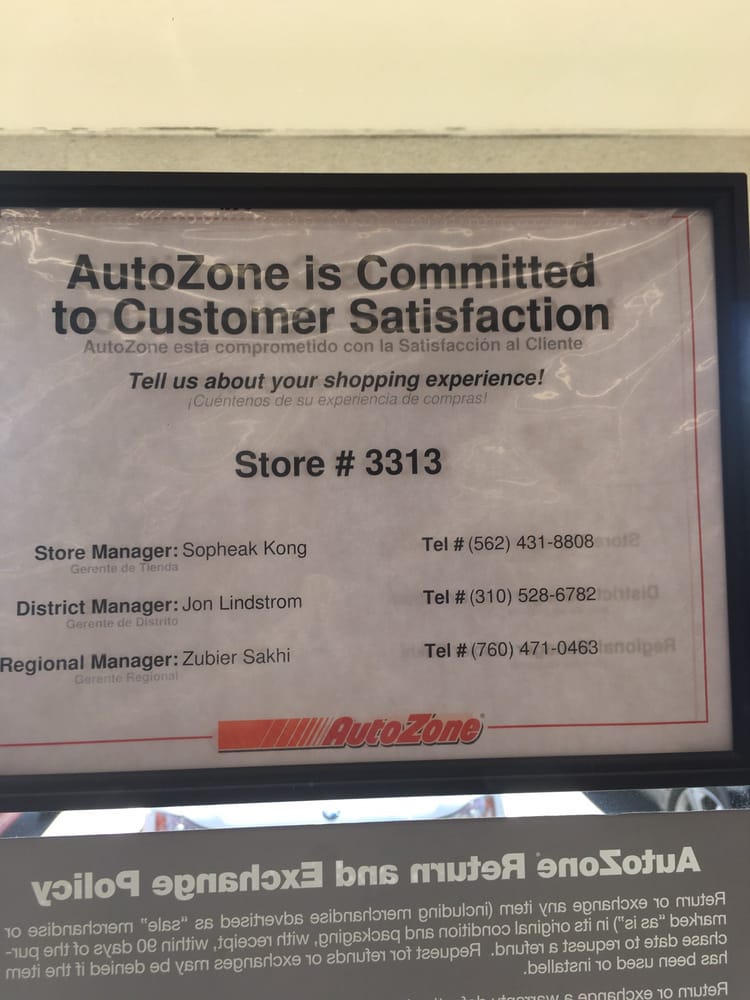 AutoZone is Committed
to Customer Satisfaction
AutoZone está comprometido con la Satisfacción al Cliente
Tell us about your shopping experience!
¡Cuéntenos de su experiencia de compras!
Store # 3313
Store Manager: Sopheak Kong Tel # (562) 431-8808
Gerente de Tienda
District Manager: Jon Lindstrom Tel # (310) 528-6782
Gerente de Distrito
Regional Manager: Zubier Sakhi Tel # (760) 471-0463
Gerente Regional
AutoZone
AutoZone Return and Exchange Policy
Return or exchange any item (including merchandise advertised as "sale" merchandise or
marked "as is") in its original condition and packaging, with receipt, within 90 days of the pur-
chase date to request a refund. Request for refunds or exchanges may be denied if the item
has been used or installed.
Return or exchange a warranty